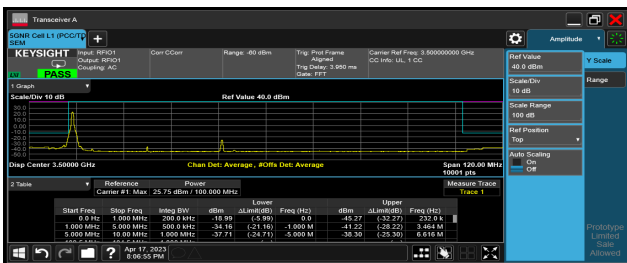 Transceiver A
5GNR Cell L1 (PCC/T
SEM
Amplitude
KEYSIGHT
PASS
Input: RFIO1
Output: RFIO1
Coupling: AC
Corr CCorr
Range: -60 dBm
Trig: Prot Frame
Aligned
Trig Delay: 3.950 ms
Gate: FFT
Carrier Ref Freq: 3.500000000 GHz
CC Info: UL, 1 CC
Ref Value
40.0 dBm
Y Scale
1 Graph
Scale/Div
10 dB
Range
Scale/Div 10 dB
Ref Value 40.0 dBm
30.0
20.0
10.0
0.00
Scale Range
100 dB
Ref Position
Top
Auto Scaling
On
Off
Disp Center 3.50000 GHz
Chan Det: Average , #Offs Det: Average
Span 120.00 MHz
10001 pts
2 Table
Reference Power
Carrier #1: Max 25.75 dBm / 100.000 MHz
Measure Trace
Trace 1
Lower Upper
Start Freq Stop Freq Integ BW dBm ΔLimit(dB) Freq (Hz) dBm ΔLimit(dB) Freq (Hz)
0.0 Hz 1.000 MHz 200.0 kHz -18.99 (-5.99) 0.0 -45.27 (-32.27) 232.0 k
1.000 MHz 5.000 MHz 500.0 kHz -34.16 (-21.16) -1.000 M -41.22 (-28.22) 3.464 M
5.000 MHz 10.00 MHz 1.000 MHz -37.71 (-24.71) -5.000 M -38.30 (-25.30) 6.616 M
Apr 17, 2023
8:06:55 PM
?
Prototype
Limited
Sale
Allowed